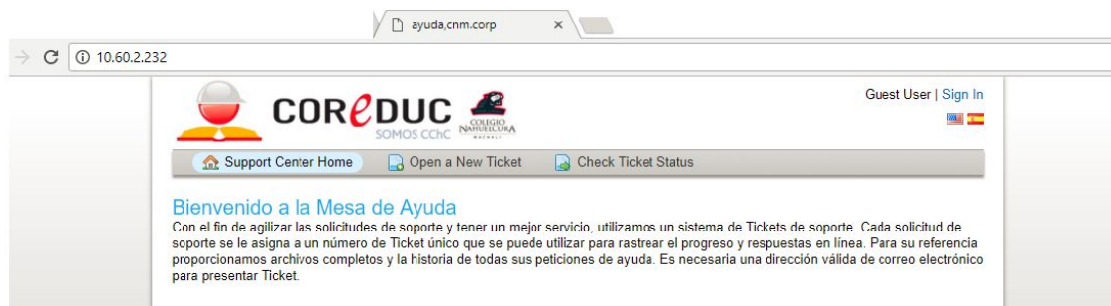 ayuda,cnm.corp
10.60.2.232
COREDUC
SOMOS CChC
COLEGIO
NAHUELCURA
MACHALI
Guest User | Sign In
Support Center Home Open a New Ticket Check Ticket Status
Bienvenido a la Mesa de Ayuda
Con el fin de agilizar las solicitudes de soporte y tener un mejor servicio, utilizamos un sistema de Tickets de soporte. Cada solicitud de
soporte se le asigna a un número de Ticket único que se puede utilizar para rastrear el progreso y respuestas en línea. Para su referencia
proporcionamos archivos completos y la historia de todas sus peticiones de ayuda. Es necesaria una dirección válida de correo electrónico
para presentar Ticket.